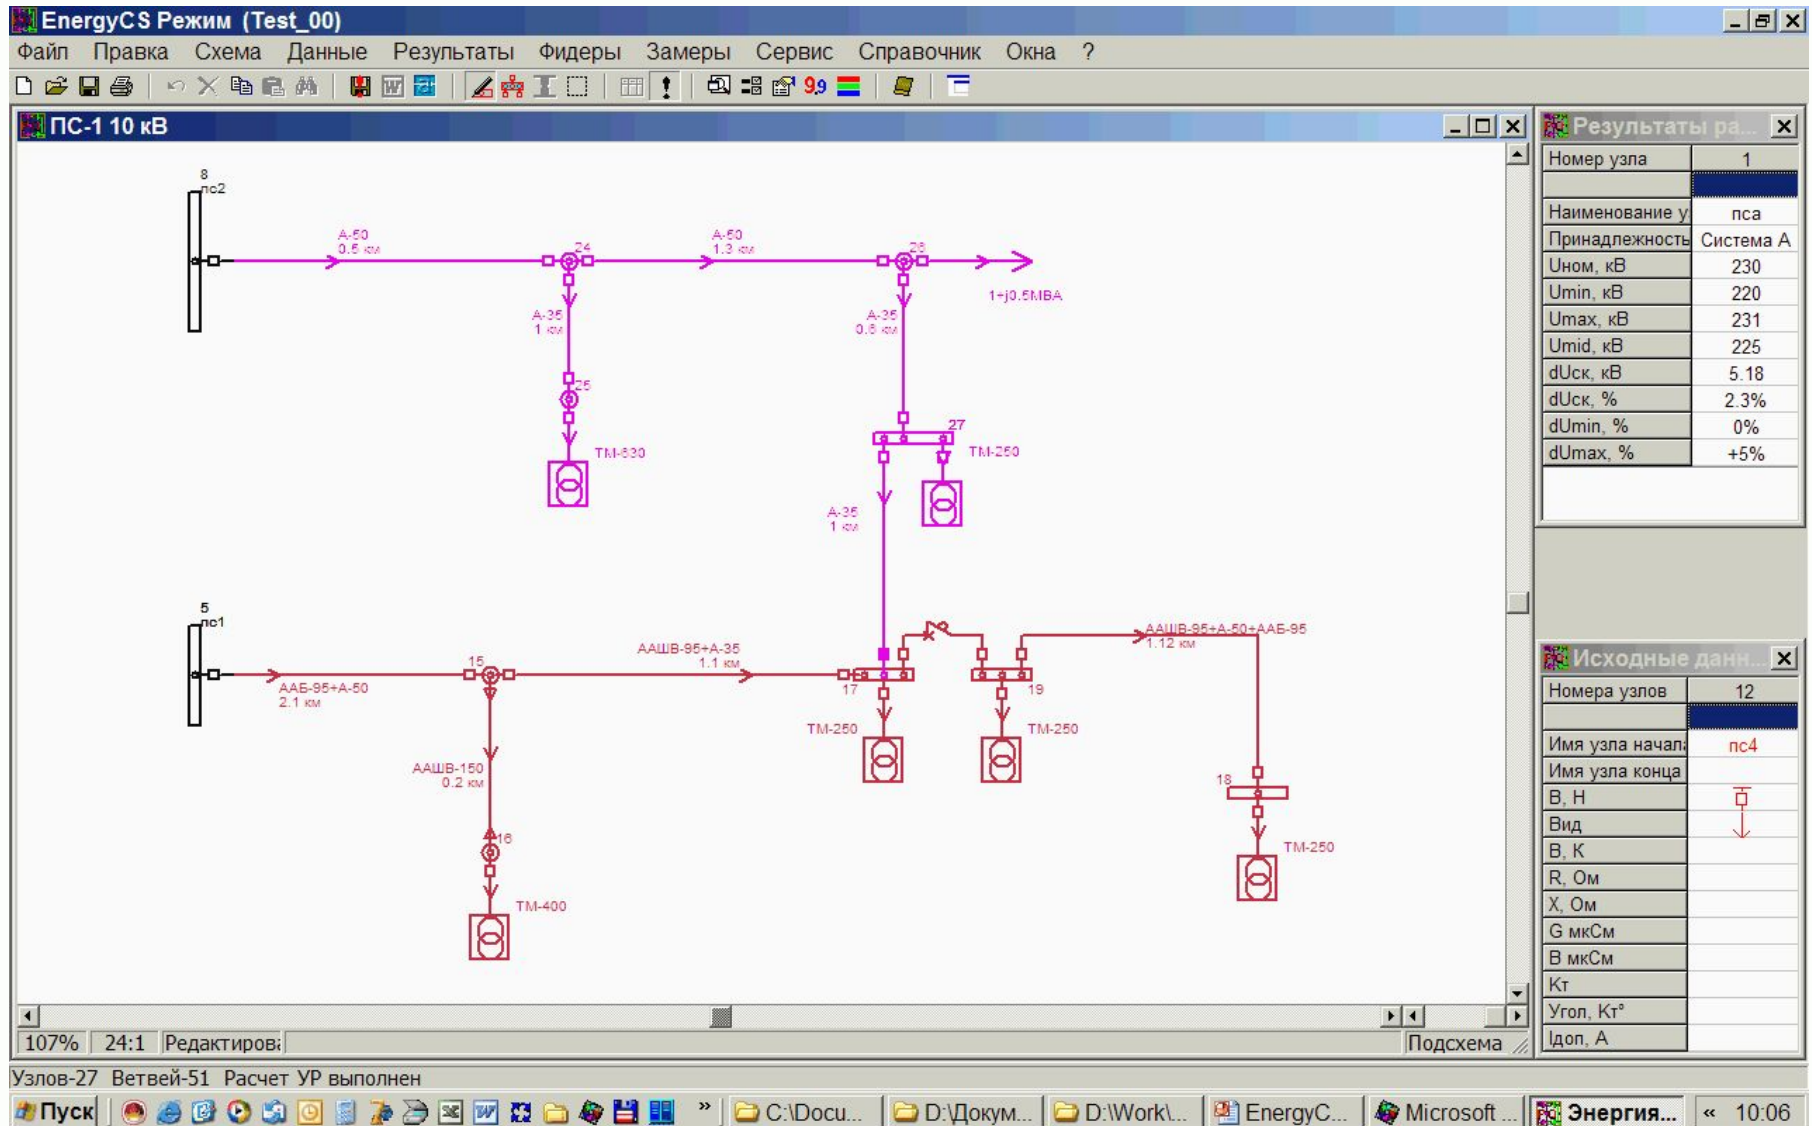 EnergyCS Режим (Test_00)
Файл Правка Схема Данные Результаты Фидеры Замеры Сервис Справочник Окна ?
9.9
ПС-1 10 кВ
8
пс2
А-50
0.5 км
24
А-50
1.3 км
26
1+j0.5МВА
А-35
1 км
А-35
0.6 км
25
ТМ-630
27
ТМ-250
А-35
1 км
5
пс1
ААБ-95+А-50
2.1 км
15
ААШВ-95+А-35
1.1 км
17
19
ААШВ-95+А-50+ААБ-95
1.12 км
ТМ-250
ТМ-250
ААШВ-150
0.2 км
18
16
ТМ-250
ТМ-400
107% 24:1 Редактирова
Подсхема
Результаты ра...
Номер узла 1
Наименование у пса
Принадлежность Система А
Uном, кВ 230
Umin, кВ 220
Umax, кВ 231
Umid, кВ 225
dUск, кВ 5.18
dUск, % 2.3%
dUmin, % 0%
dUmax, % +5%
Исходные данн...
Номера узлов 12
Имя узла начала пс4
Имя узла конца
В, Н
Вид
В, К
R, Ом
X, Ом
G мкСм
B мкСм
Кт
Угол, Кт°
Iдоп, А
Узлов-27 Ветвей-51 Расчет УР выполнен
Пуск » C:\Docu... D:\Докум... D:\Work\... EnergyC... Microsoft ... Энергия... « 10:06